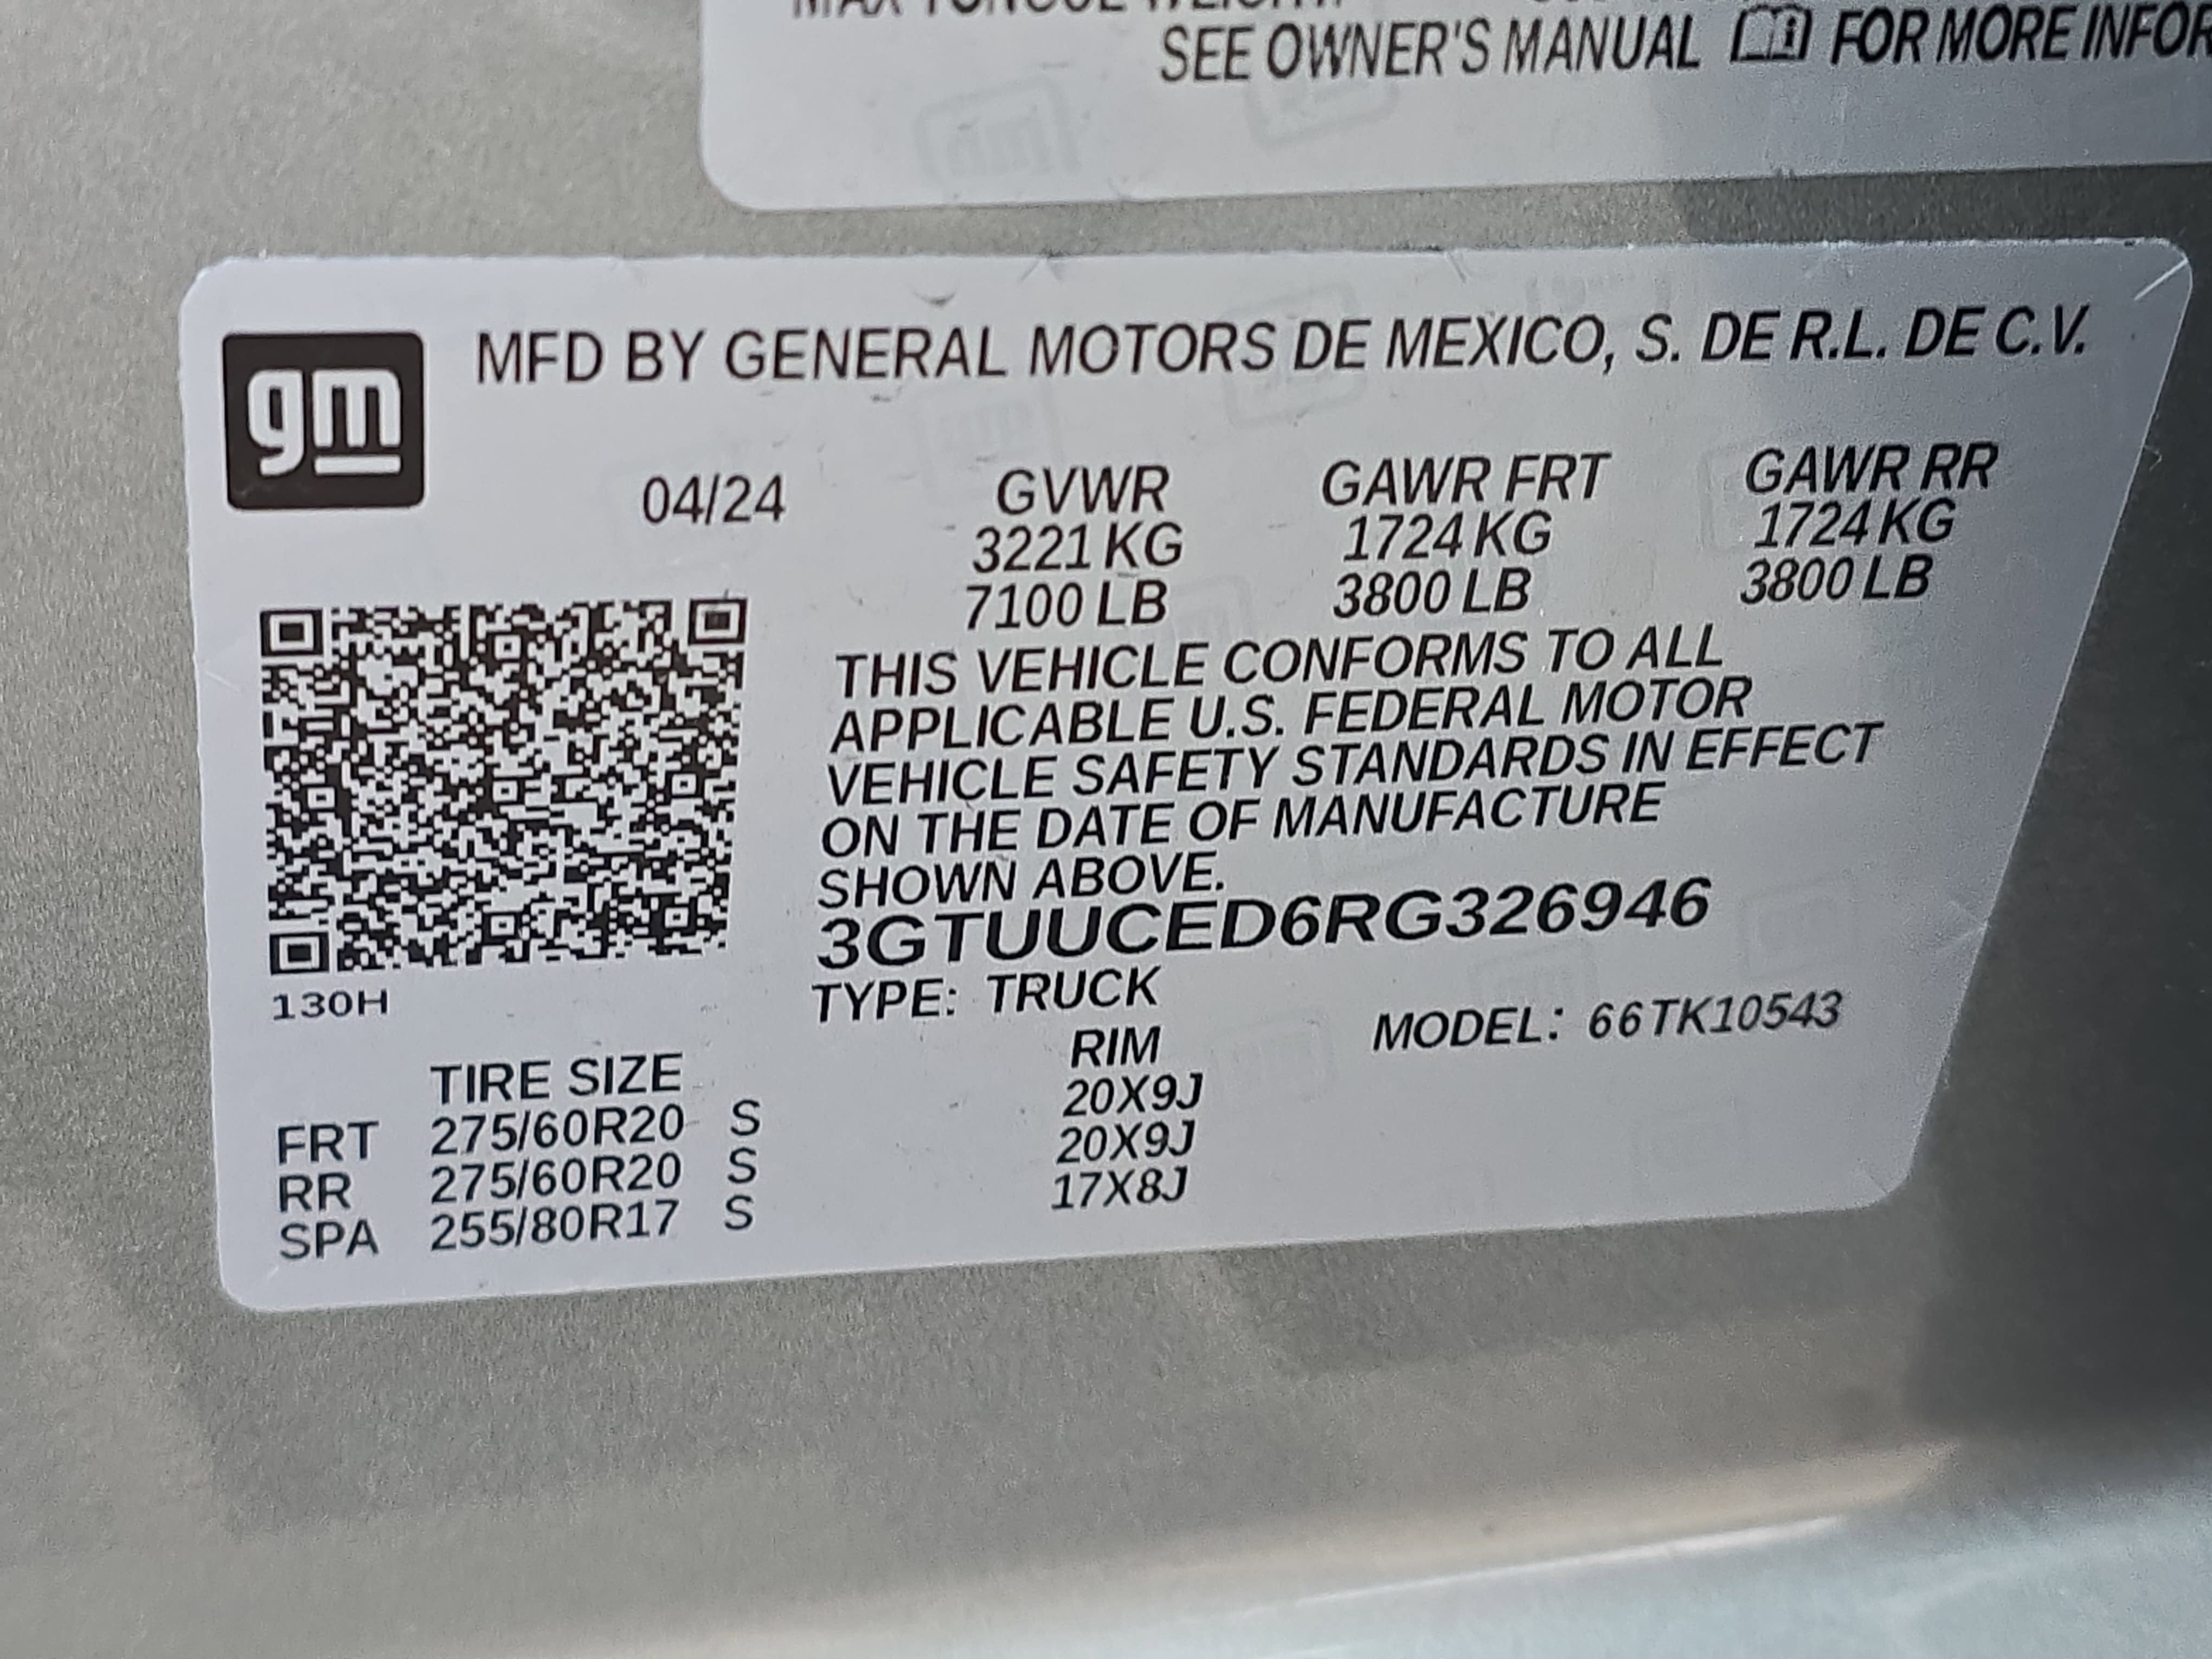 SEE OWNER'S MANUAL FOR MORE
gm
MFD BY GENERAL MOTORS DE MEXICO, S. DE R.L. DE C.V.
04/24 GVWR GAWR FRT GAWR RR
3221 KG 1724 KG 1724 KG
7100 LB 3800 LB 3800 LB
THIS VEHICLE CONFORMS TO ALL
APPLICABLE U.S. FEDERAL MOTOR
VEHICLE SAFETY STANDARDS IN EFFECT
ON THE DATE OF MANUFACTURE
SHOWN ABOVE.
3GTUUCED6RG326946
130H
TYPE: TRUCK MODEL: 66TK10543
TIRE SIZE RIM
FRT 275/60R20 S 20X9J
RR 275/60R20 S 20X9J
SPA 255/80R17 S 17X8J